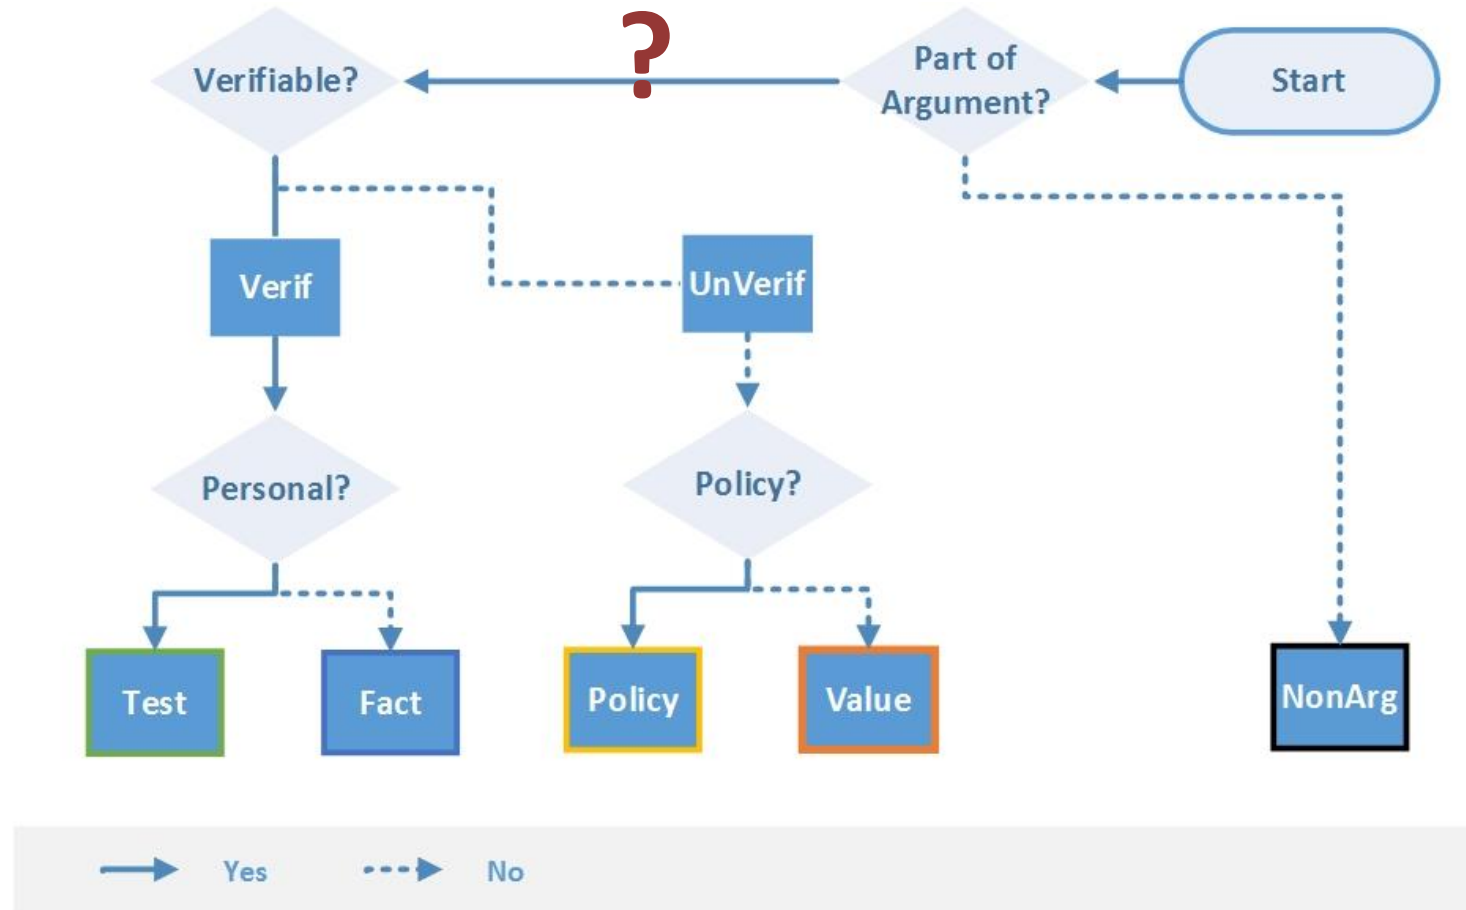 ?
Verifiable?
Part of
Argument?
Start
Verif
UnVerif
Personal?
Policy?
Test
Fact
Policy
Value
NonArg
Yes
No